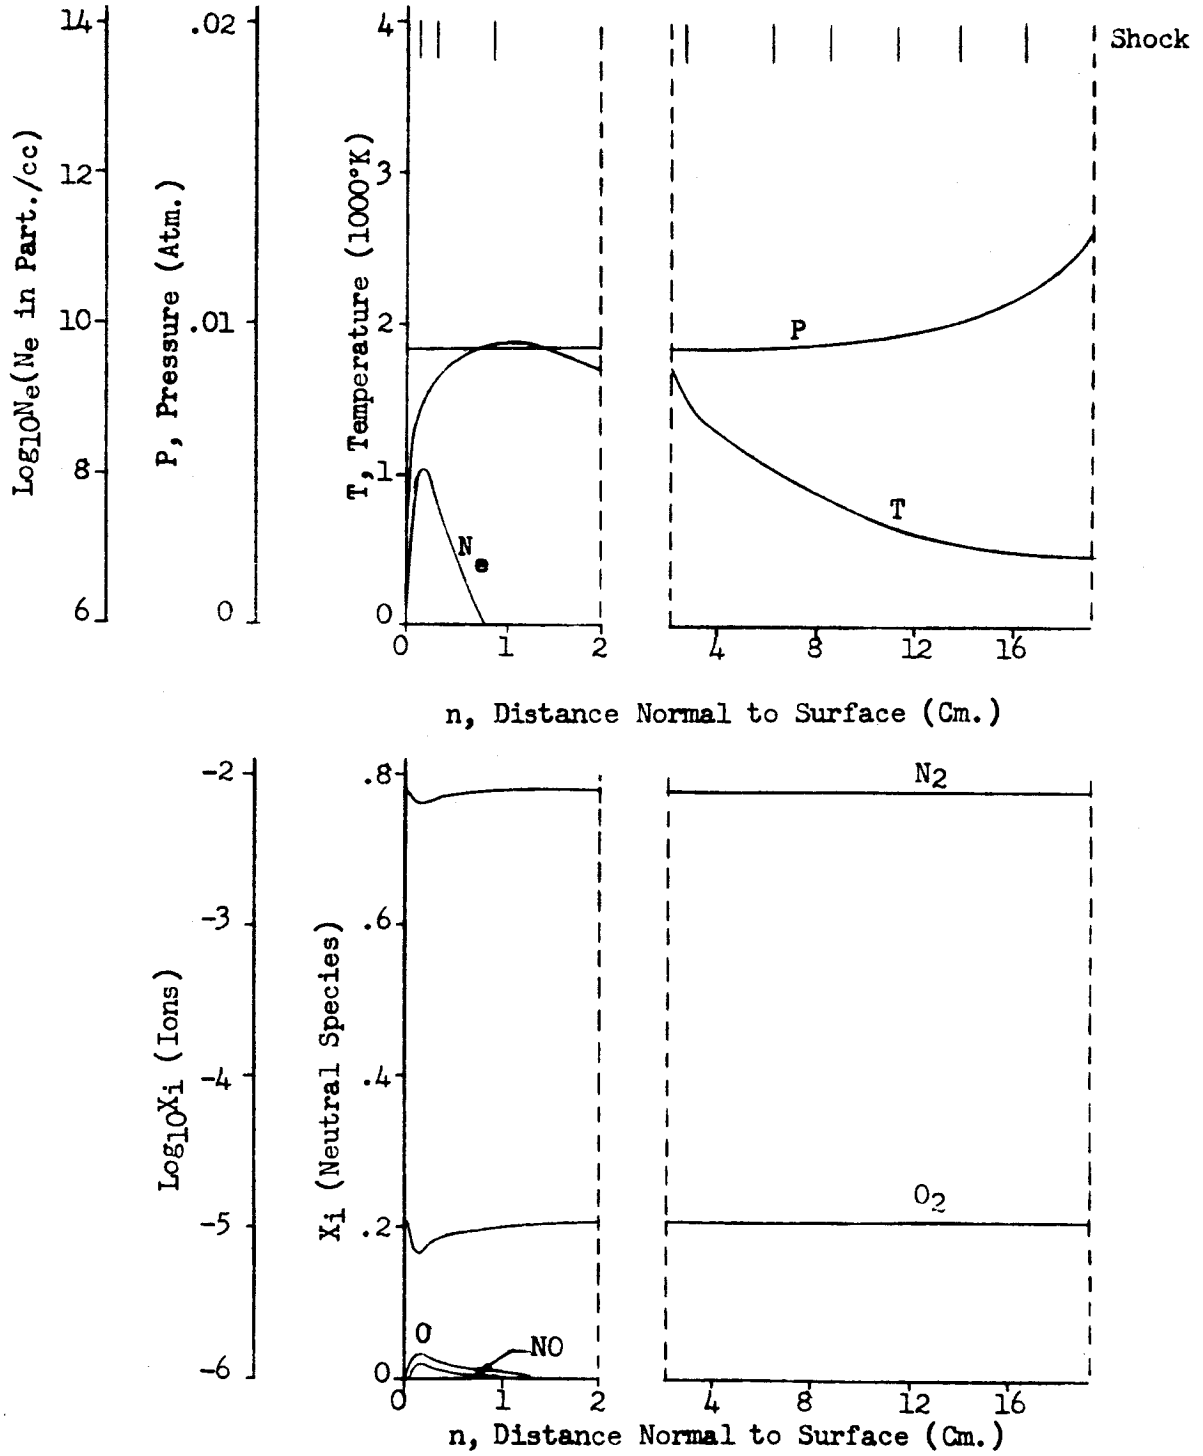 14
12
10
8
6
Log10Ne(Ne in Part./cc)
.02
.01
0
P, Pressure (Atm.)
4
3
2
1
0
T, Temperature (1000°K)
Shock
P
T
Ne
0 1 2 4 8 12 16
n, Distance Normal to Surface (Cm.)
-2
-3
-4
-5
-6
Log10Xi (Ions)
.8
.6
.4
.2
0
Xi (Neutral Species)
N2
O2
O
NO
0 1 2 4 8 12 16
n, Distance Normal to Surface (Cm.)